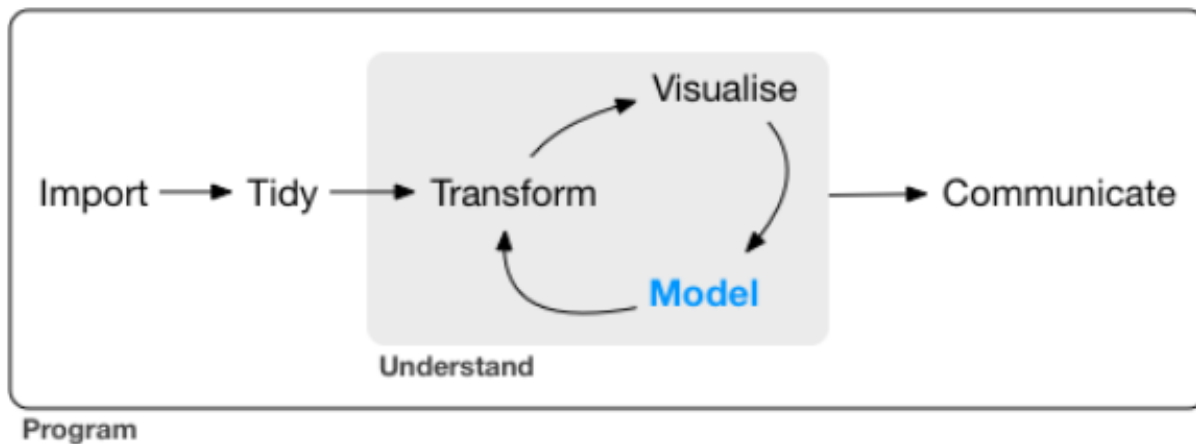 Visualise
Import Tidy Transform Communicate
Model
Understand
Program